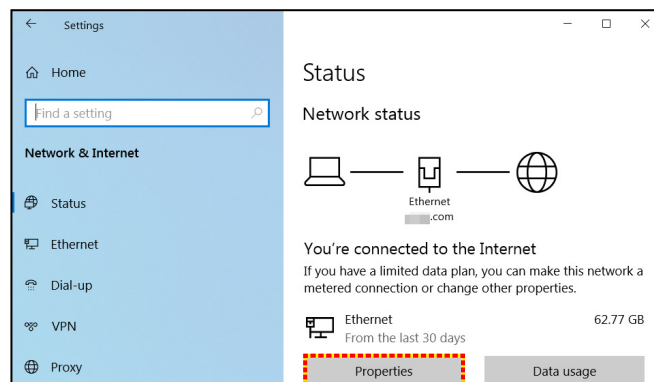 Settings
Home
Find a setting
Network & Internet
Status
Ethernet
Dial-up
VPN
Proxy
Status
Network status
Ethernet
.com
You're connected to the Internet
If you have a limited data plan, you can make this network a
metered connection or change other properties.
Ethernet 62.77 GB
From the last 30 days
Properties Data usage